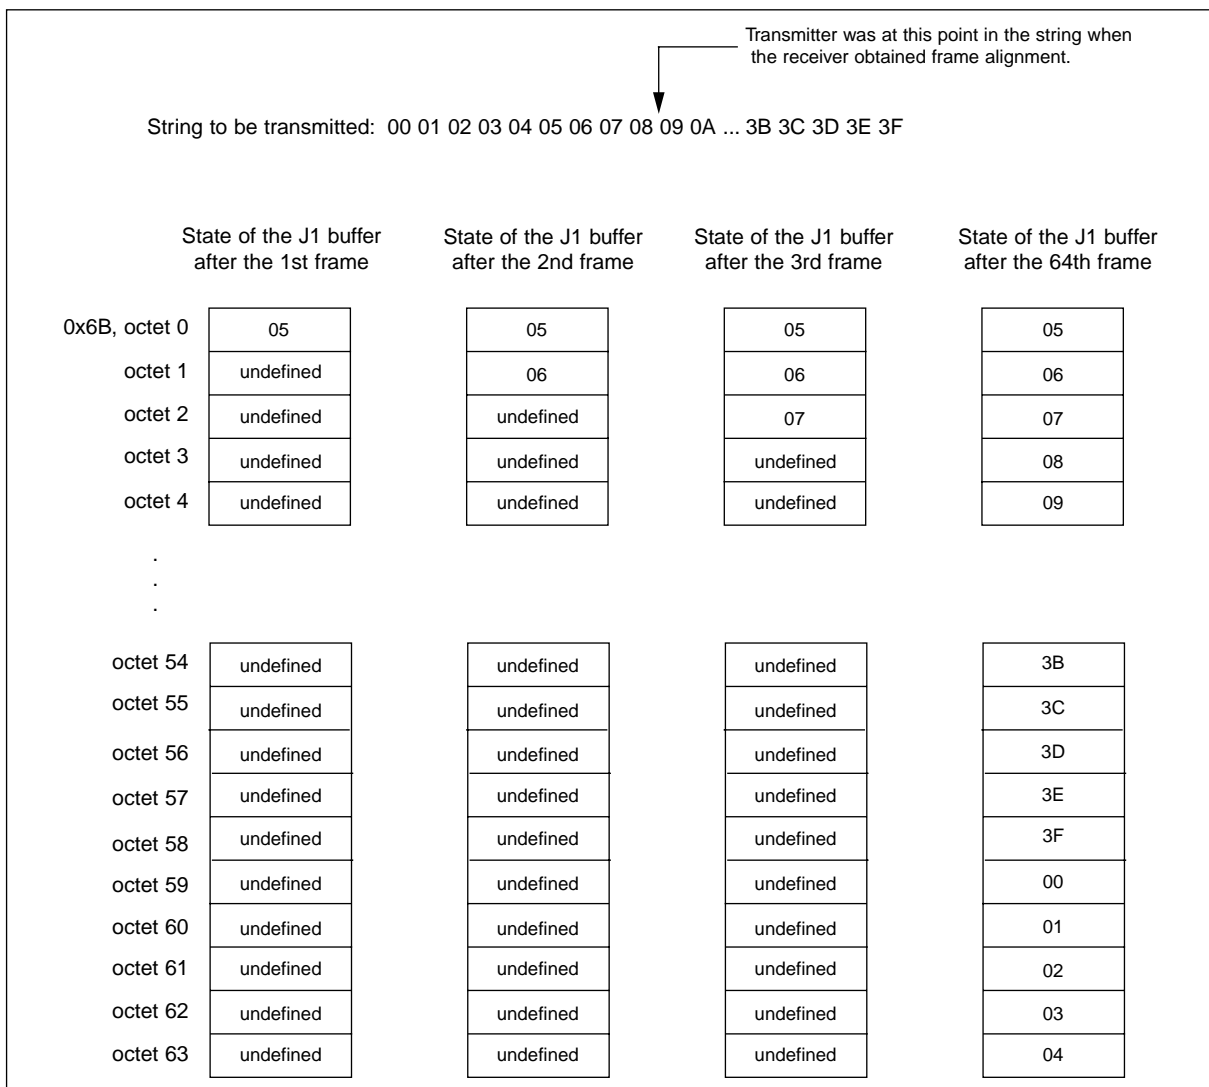 Transmitter was at this point in the string when
the receiver obtained frame alignment.
String to be transmitted: 00 01 02 03 04 05 06 07 08 09 0A ... 3B 3C 3D 3E 3F
State of the J1 buffer after the 1st frame
State of the J1 buffer after the 2nd frame
State of the J1 buffer after the 3rd frame
State of the J1 buffer after the 64th frame
0x6B, octet 0 05 05 05 05
octet 1 undefined 06 06 06
octet 2 undefined undefined 07 07
octet 3 undefined undefined undefined 08
octet 4 undefined undefined undefined 09
.
.
.
octet 54 undefined undefined undefined 3B
octet 55 undefined undefined undefined 3C
octet 56 undefined undefined undefined 3D
octet 57 undefined undefined undefined 3E
octet 58 undefined undefined undefined 3F
octet 59 undefined undefined undefined 00
octet 60 undefined undefined undefined 01
octet 61 undefined undefined undefined 02
octet 62 undefined undefined undefined 03
octet 63 undefined undefined undefined 04